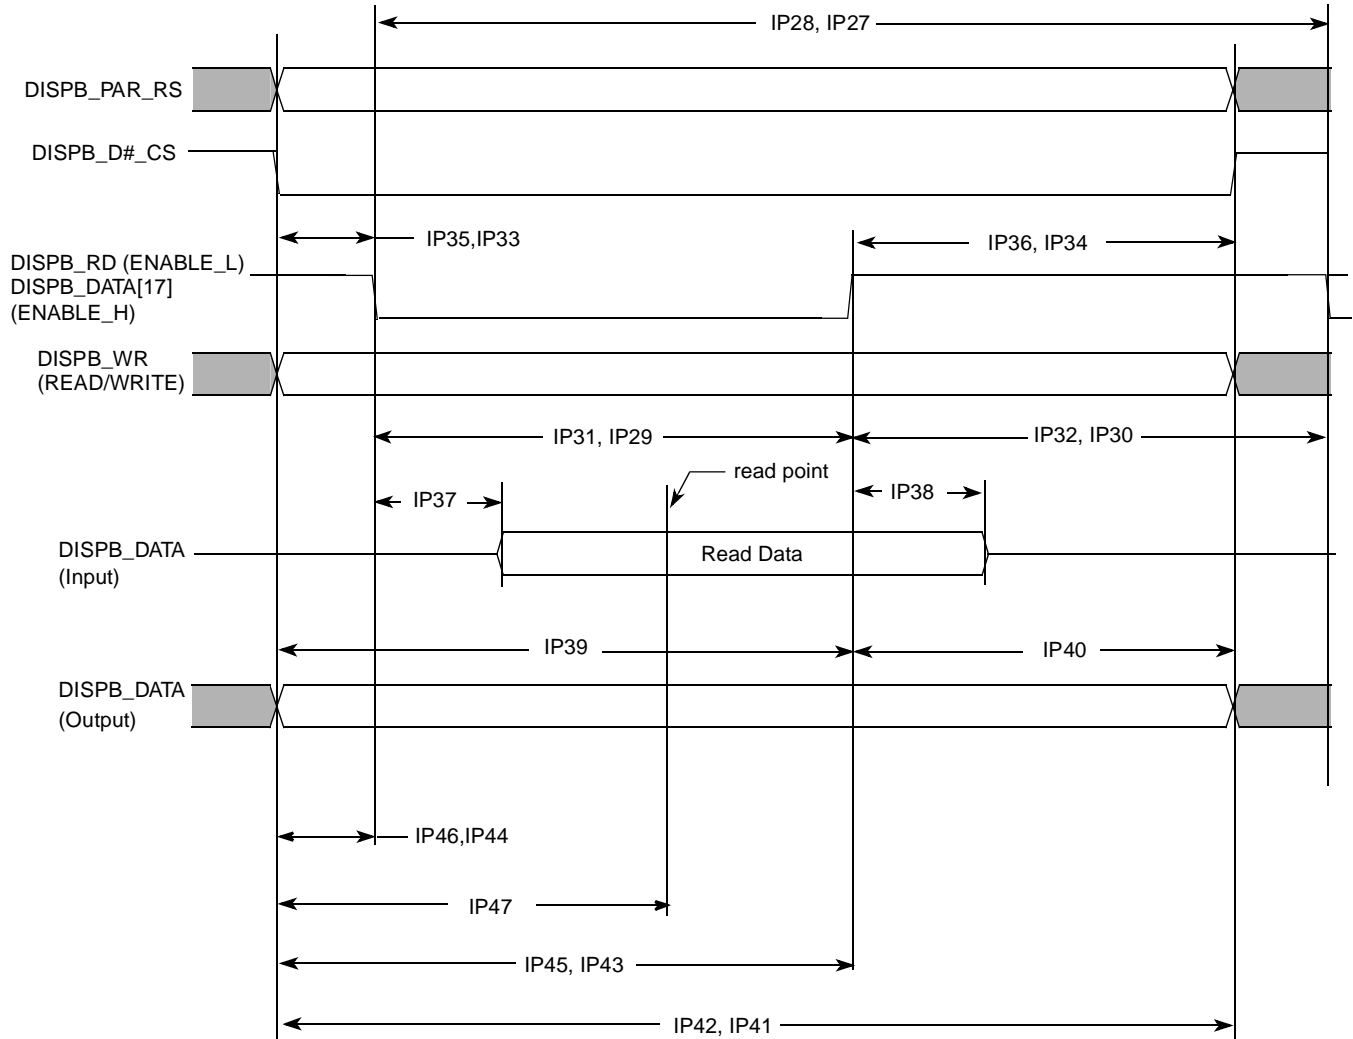 IP28, IP27
DISPB_PAR_RS
DISPB_D#_CS
IP35,IP33
IP36, IP34
DISPB_RD (ENABLE_L)
DISPB_DATA[17]
(ENABLE_H)
DISPB_WR
(READ/WRITE)
IP31, IP29
IP32, IP30
read point
IP37
IP38
DISPB_DATA
(Input)
Read Data
IP39
IP40
DISPB_DATA
(Output)
IP46,IP44
IP47
IP45, IP43
IP42, IP41